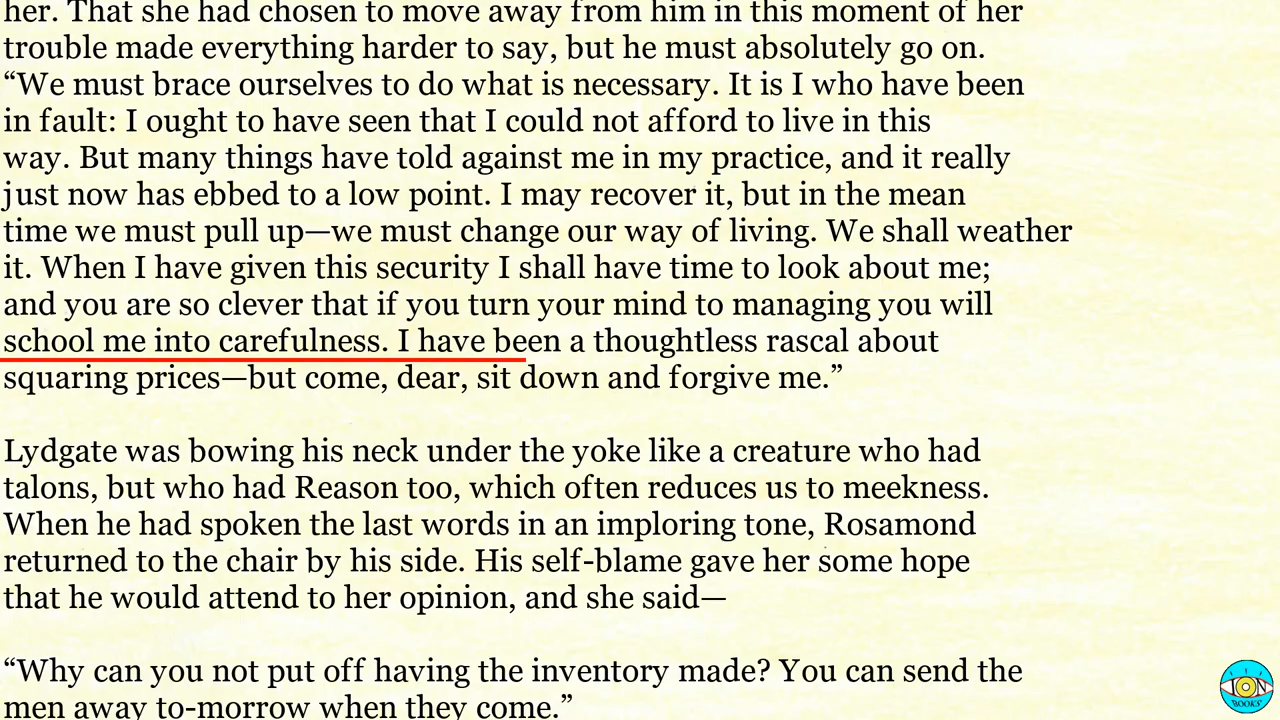 her. That she had chosen to move away from him in this moment of her
trouble made everything harder to say, but he must absolutely go on.
“We must brace ourselves to do what is necessary. It is I who have been
in fault: I ought to have seen that I could not afford to live in this
way. But many things have told against me in my practice, and it really
just now has ebbed to a low point. I may recover it, but in the mean
time we must pull up—we must change our way of living. We shall weather
it. When I have given this security I shall have time to look about me;
and you are so clever that if you turn your mind to managing you will
school me into carefulness. I have been a thoughtless rascal about
squaring prices—but come, dear, sit down and forgive me.”
Lydgate was bowing his neck under the yoke like a creature who had
talons, but who had Reason too, which often reduces us to meekness.
When he had spoken the last words in an imploring tone, Rosamond
returned to the chair by his side. His self-blame gave her some hope
that he would attend to her opinion, and she said—
“Why can you not put off having the inventory made? You can send the
men away to-morrow when they come.”
ION
BOOKS